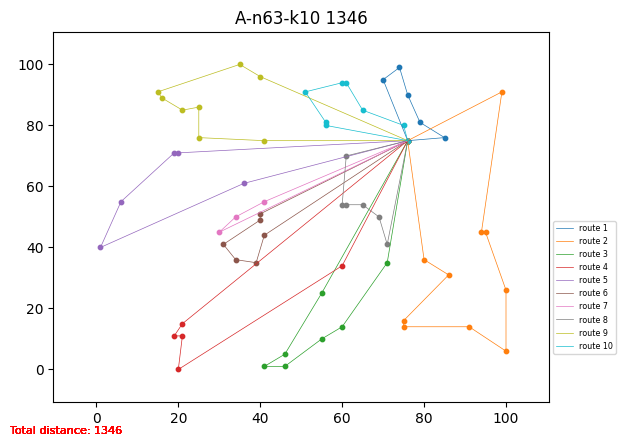 A-n63-k10 1346
100
80
60
40
20
0
0 20 40 60 80 100
route 1
route 2
route 3
route 4
route 5
route 6
route 7
route 8
route 9
route 10
Total distance: 1346